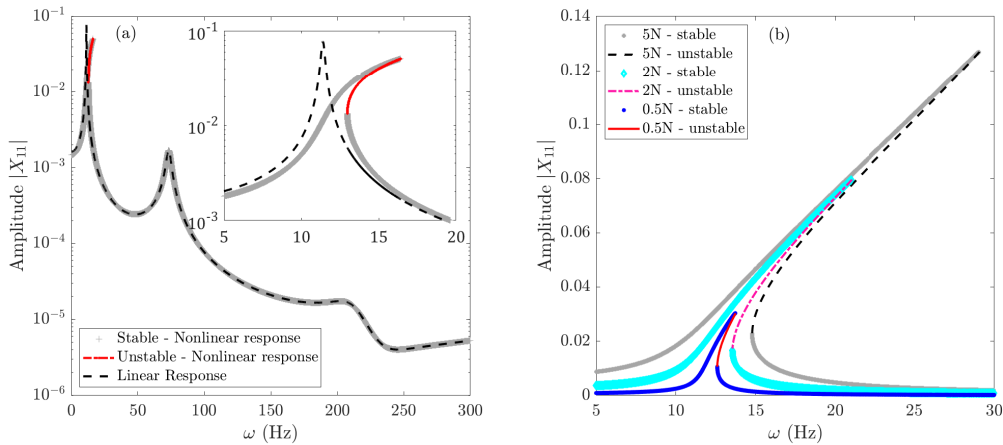 (a)
10^{-1}
10^{-2}
10^{-3}
10^{-4}
10^{-5}
10^{-6}
Amplitude |X_{11}|
0 50 100 150 200 250 300
ω (Hz)
10^{-1}
10^{-2}
10^{-3}
5 10 15 20
Stable - Nonlinear response
Unstable - Nonlinear response
Linear Response
(b)
0.14
0.12
0.1
0.08
0.06
0.04
0.02
0
Amplitude |X_{11}|
5 10 15 20 25 30
ω (Hz)
5N - stable
5N - unstable
2N - stable
2N - unstable
0.5N - stable
0.5N - unstable